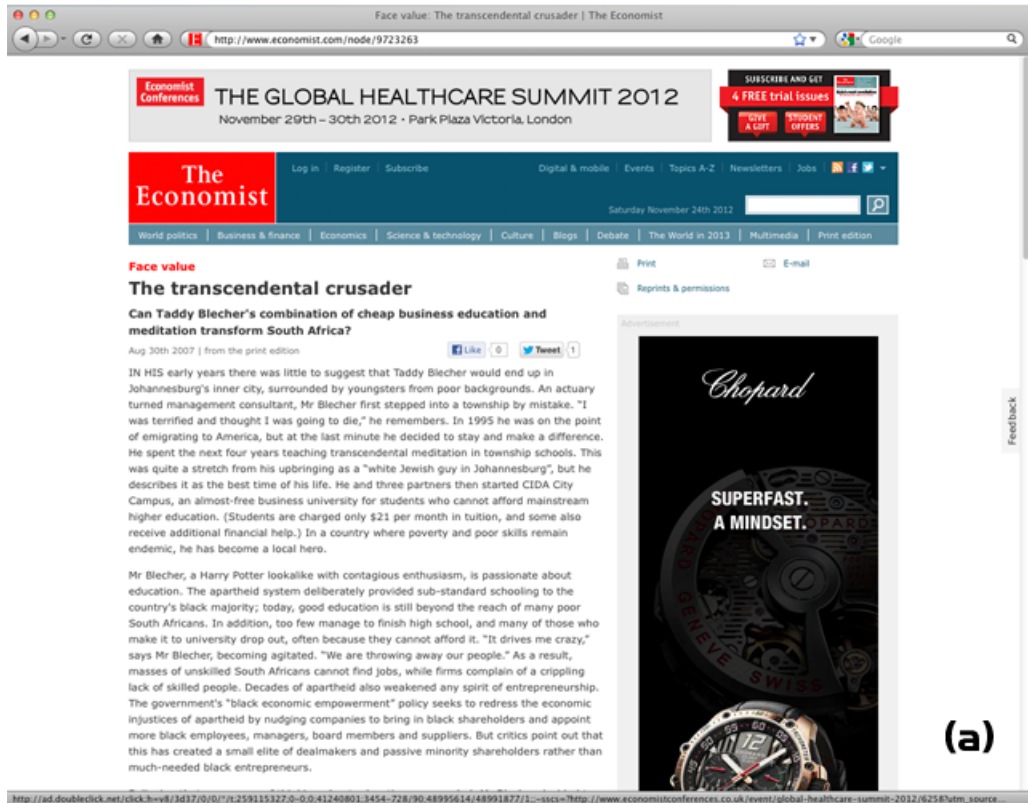 Face value: The transcendental crusader | The Economist
http://www.economist.com/node/9723263
Google
Economist
Conferences
THE GLOBAL HEALTHCARE SUMMIT 2012
November 29th – 30th 2012 • Park Plaza Victoria, London
SUBSCRIBE AND GET
4 FREE trial issues
GIVE
A GIFT
STUDENT
OFFERS
The
Economist
Log in | Register | Subscribe
Digital & mobile | Events | Topics A-Z | Newsletters | Jobs
Saturday November 24th 2012
World politics | Business & finance | Economics | Science & technology | Culture | Blogs | Debate | The World in 2013 | Multimedia | Print edition
Face value
The transcendental crusader
Can Taddy Blecher's combination of cheap business education and
meditation transform South Africa?
Aug 30th 2007 | from the print edition
Like 0
Tweet 1
IN HIS early years there was little to suggest that Taddy Blecher would end up in
Johannesburg's inner city, surrounded by youngsters from poor backgrounds. An actuary
turned management consultant, Mr Blecher first stepped into a township by mistake. "I
was terrified and thought I was going to die," he remembers. In 1995 he was on the point
of emigrating to America, but at the last minute he decided to stay and make a difference.
He spent the next four years teaching transcendental meditation in township schools. This
was quite a stretch from his upbringing as a "white Jewish guy in Johannesburg", but he
describes it as the best time of his life. He and three partners then started CIDA City
Campus, an almost-free business university for students who cannot afford mainstream
higher education. (Students are charged only $21 per month in tuition, and some also
receive additional financial help.) In a country where poverty and poor skills remain
endemic, he has become a local hero.
Mr Blecher, a Harry Potter lookalike with contagious enthusiasm, is passionate about
education. The apartheid system deliberately provided sub-standard schooling to the
country's black majority; today, good education is still beyond the reach of many poor
South Africans. In addition, too few manage to finish high school, and many of those who
make it to university drop out, often because they cannot afford it. "It drives me crazy,"
says Mr Blecher, becoming agitated. "We are throwing away our people." As a result,
masses of unskilled South Africans cannot find jobs, while firms complain of a crippling
lack of skilled people. Decades of apartheid also weakened any spirit of entrepreneurship.
The government's "black economic empowerment" policy seeks to redress the economic
injustices of apartheid by nudging companies to bring in black shareholders and appoint
more black employees, managers, board members and suppliers. But critics point out that
this has created a small elite of dealmakers and passive minority shareholders rather than
much-needed black entrepreneurs.
Print
E-mail
Reprints & permissions
Advertisement
Chopard
SUPERFAST.
A MINDSET.
GENEVE
SWISS
12
Feedback
(a)